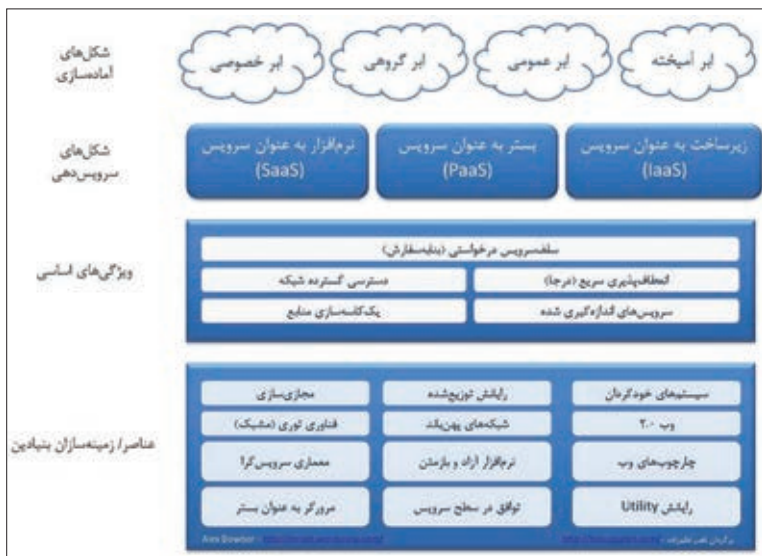 شکل‌های
آماده‌سازی
ابر آمیخته
ابر عمومی
ابر گروهی
ابر خصوصی
شکل‌های
سرویس‌دهی
زیرساخت به عنوان سرویس
(IaaS)
بستر به عنوان سرویس
(PaaS)
نرم‌افزار به عنوان سرویس
(SaaS)
ویژگی‌های اساسی
سلف‌سرویس درخواستی (بنابه‌سفارش)
انعطاف‌پذیری سریع (درجا)
دسترسی گسترده شبکه
سرویس‌های اندازه‌گیری شده
یک‌کاسه‌سازی منابع
عناصر/ زمینه‌سازان بنیادین
سیستم‌های خودگردان
رایانش توزیع‌شده
مجازی‌سازی
وب ۲.۰
شبکه‌های پهن‌باند
فناوری توری (مشبک)
چارچوب‌های وب
نرم‌افزار آزاد و بازمتن
معماری سرویس‌گرا
رایانش Utility
توافق در سطح سرویس
مرورگر به عنوان بستر
Alex Dowbor